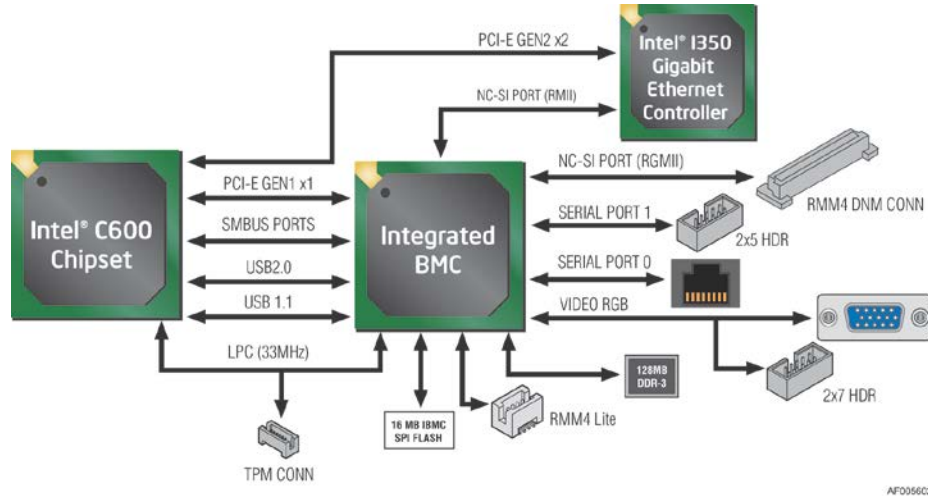 PCI-E GEN2 x2
Intel® I350
Gigabit
Ethernet
Controller
NC-SI PORT (RMII)
NC-SI PORT (RGMII)
RMM4 DNM CONN
Intel® C600
Chipset
PCI-E GEN1 x1
SMBUS PORTS
USB2.0
USB 1.1
Integrated
BMC
SERIAL PORT 1
2x5 HDR
SERIAL PORT 0
VIDEO RGB
2x7 HDR
LPC (33MHz)
TPM CONN
16 MB IBMC
SPI FLASH
RMM4 Lite
128MB
DDR-3